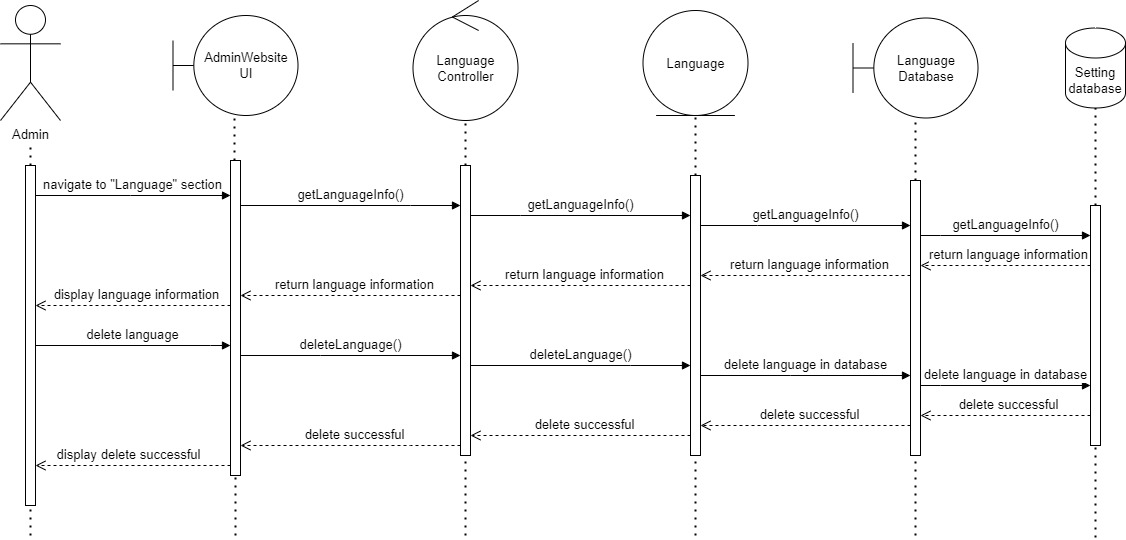 AdminWebsite
UI
Language
Controller
Language
Language
Database
Setting
database
Admin
navigate to "Language" section
getLanguageInfo()
getLanguageInfo()
getLanguageInfo()
getLanguageInfo()
return language information
return language information
return language information
return language information
display language information
delete language
deleteLanguage()
deleteLanguage()
delete language in database
delete language in database
delete successful
delete successful
delete successful
delete successful
display delete successful